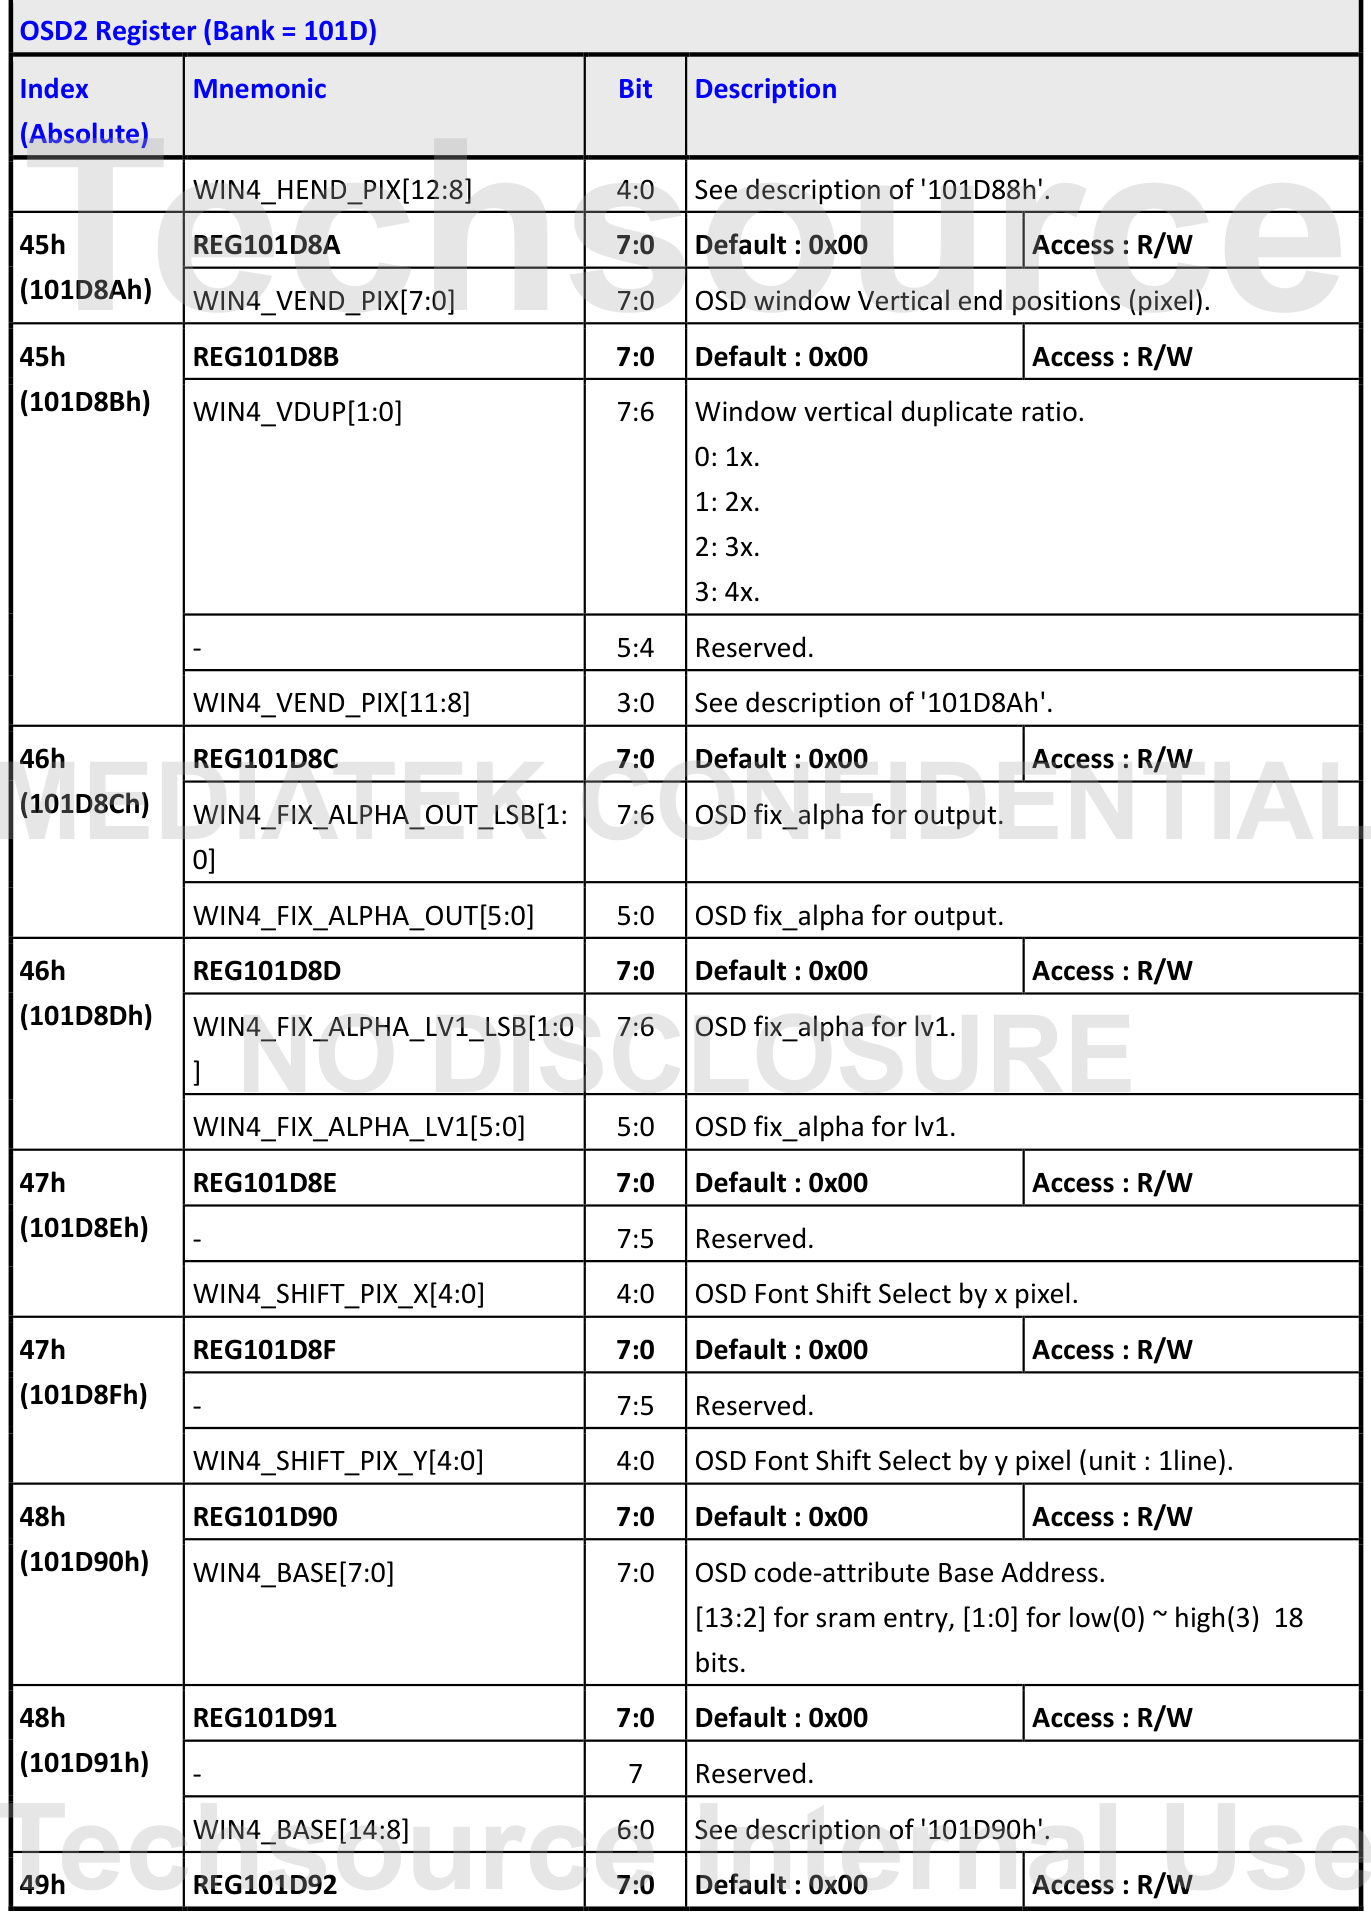 OSD2 Register (Bank = 101D)
Index (Absolute) Mnemonic Bit Description
WIN4_HEND_PIX[12:8] 4:0 See description of '101D88h'.
45h (101D8Ah) REG101D8A 7:0 Default : 0x00 Access : R/W
WIN4_VEND_PIX[7:0] 7:0 OSD window Vertical end positions (pixel).
45h (101D8Bh) REG101D8B 7:0 Default : 0x00 Access : R/W
WIN4_VDUP[1:0] 7:6 Window vertical duplicate ratio.
0: 1x.
1: 2x.
2: 3x.
3: 4x.
- 5:4 Reserved.
WIN4_VEND_PIX[11:8] 3:0 See description of '101D8Ah'.
46h (101D8Ch) REG101D8C 7:0 Default : 0x00 Access : R/W
WIN4_FIX_ALPHA_OUT_LSB[1:
0] 7:6 OSD fix_alpha for output.
WIN4_FIX_ALPHA_OUT[5:0] 5:0 OSD fix_alpha for output.
46h (101D8Dh) REG101D8D 7:0 Default : 0x00 Access : R/W
WIN4_FIX_ALPHA_LV1_LSB[1:0
] 7:6 OSD fix_alpha for lv1.
WIN4_FIX_ALPHA_LV1[5:0] 5:0 OSD fix_alpha for lv1.
47h (101D8Eh) REG101D8E 7:0 Default : 0x00 Access : R/W
- 7:5 Reserved.
WIN4_SHIFT_PIX_X[4:0] 4:0 OSD Font Shift Select by x pixel.
47h (101D8Fh) REG101D8F 7:0 Default : 0x00 Access : R/W
- 7:5 Reserved.
WIN4_SHIFT_PIX_Y[4:0] 4:0 OSD Font Shift Select by y pixel (unit : 1line).
48h (101D90h) REG101D90 7:0 Default : 0x00 Access : R/W
WIN4_BASE[7:0] 7:0 OSD code-attribute Base Address.
[13:2] for sram entry, [1:0] for low(0) ~ high(3) 18
bits.
48h (101D91h) REG101D91 7:0 Default : 0x00 Access : R/W
- 7 Reserved.
WIN4_BASE[14:8] 6:0 See description of '101D90h'.
49h REG101D92 7:0 Default : 0x00 Access : R/W
Techsource
MEDIATEK CONFIDENTIAL
NO DISCLOSURE
Techsource Internal Use